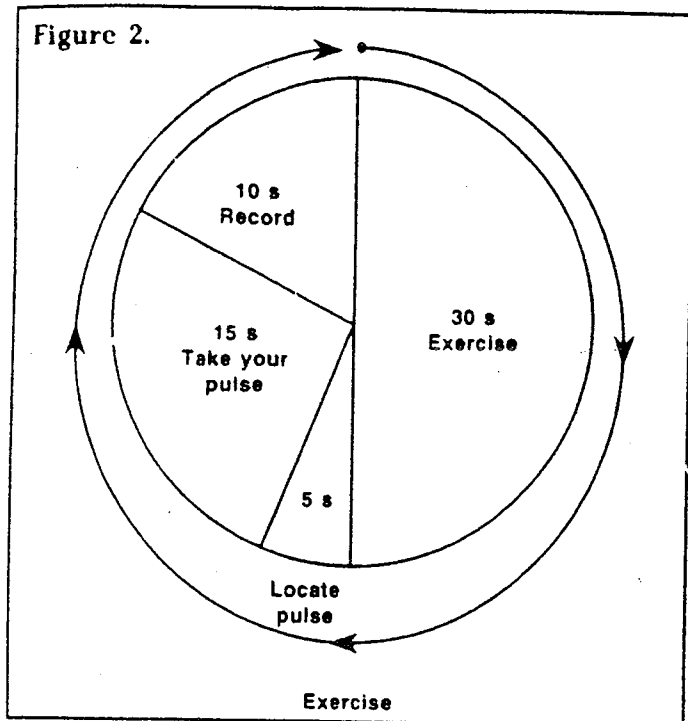 Figure 2.
10 s
Record
30 s
Exercise
15 s
Take your
pulse
5 s
Locate
pulse
Exercise